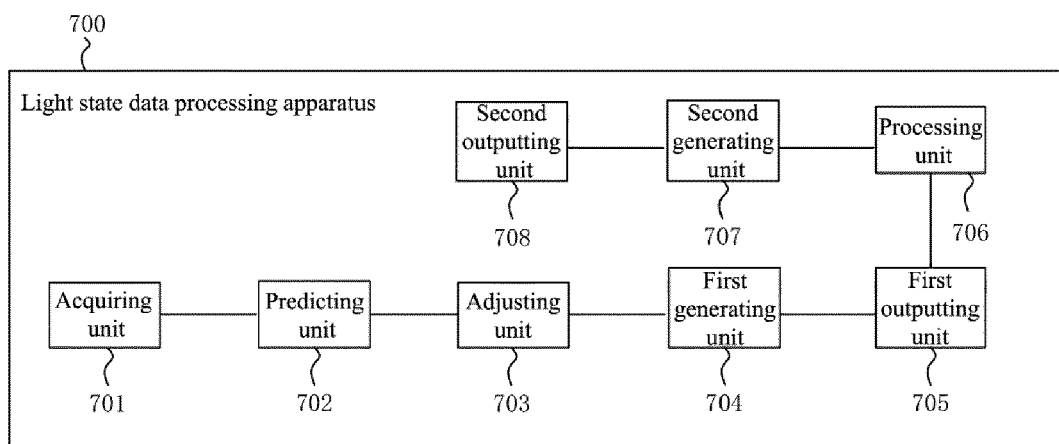 700
Light state data processing apparatus
Second
outputting
unit
Second
generating
unit
Processing
unit
708
707
706
Acquiring
unit
Predicting
unit
Adjusting
unit
First
generating
unit
First
outputting
unit
701
702
703
704
705